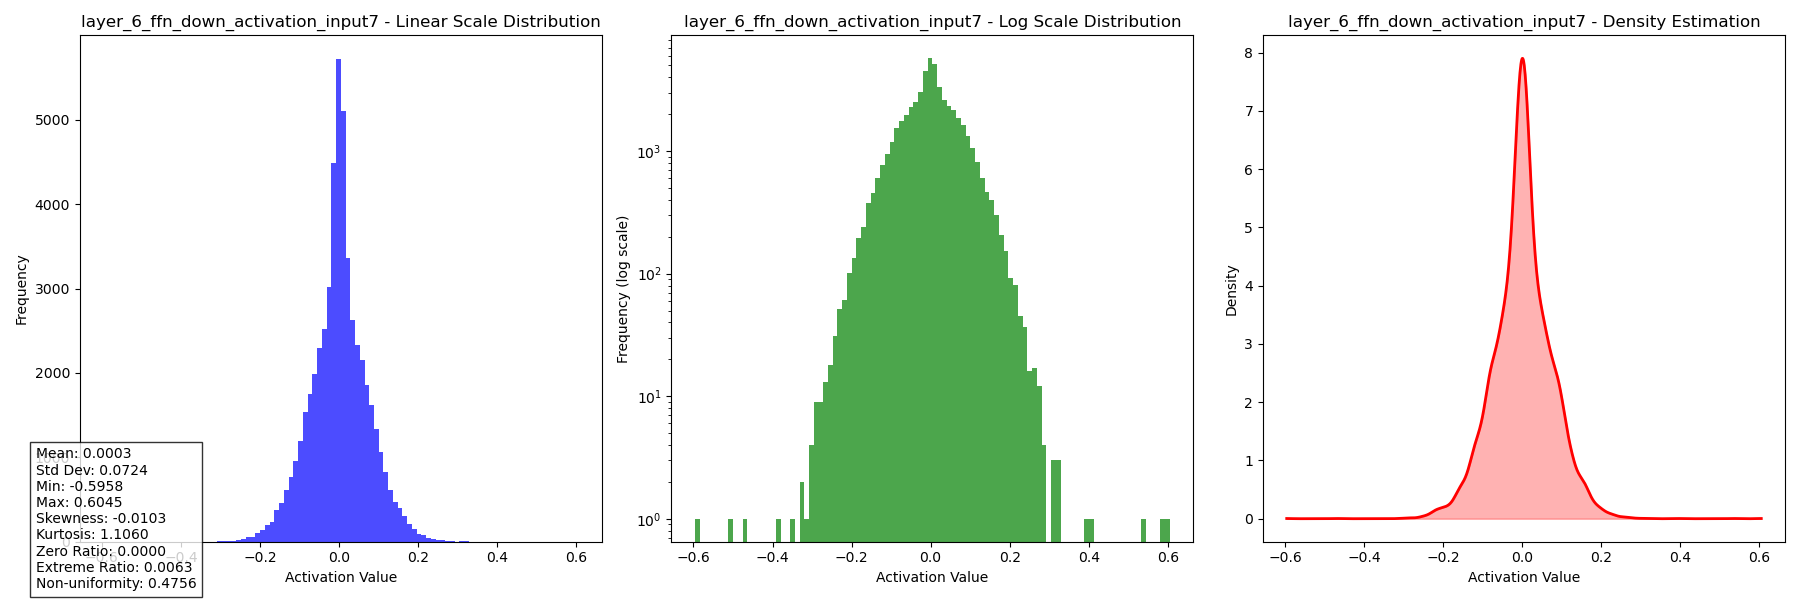 layer_6_ffn_down_activation_input7 - Linear Scale Distribution
Frequency
5000
4000
3000
2000
Mean: 0.0003
Std Dev: 0.0724
Min: -0.5958
Max: 0.6045
Skewness: -0.0103
Kurtosis: 1.1060
Zero Ratio: 0.0000
Extreme Ratio: 0.0063
Non-uniformity: 0.4756
−0.2
0.0
0.2
0.4
0.6
Activation Value
layer_6_ffn_down_activation_input7 - Log Scale Distribution
Frequency (log scale)
10³
10²
10¹
10⁰
−0.6
−0.4
−0.2
0.0
0.2
0.4
0.6
Activation Value
layer_6_ffn_down_activation_input7 - Density Estimation
Density
8
7
6
5
4
3
2
1
0
−0.6
−0.4
−0.2
0.0
0.2
0.4
0.6
Activation Value